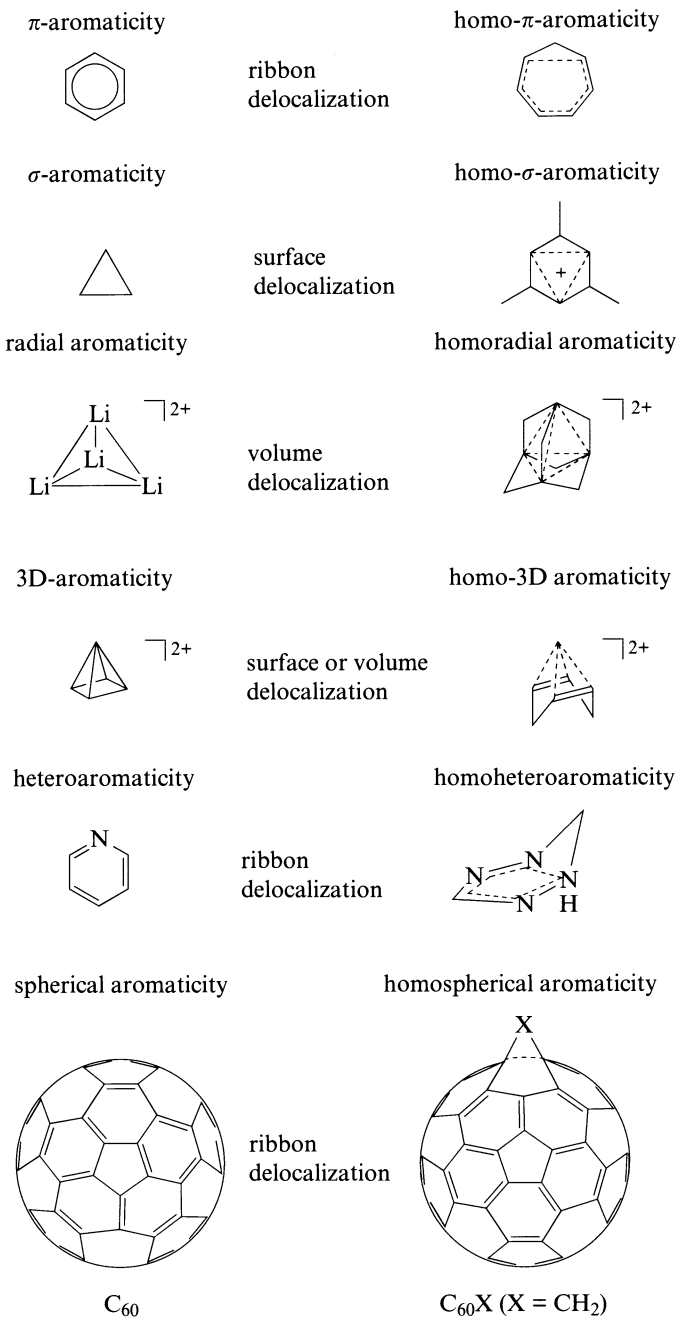 π-aromaticity
homo-π-aromaticity
ribbon
delocalization
σ-aromaticity
homo-σ-aromaticity
surface
delocalization
+
radial aromaticity
homoradial aromaticity
Li
2+
Li
Li
Li
volume
delocalization
2+
3D-aromaticity
homo-3D aromaticity
2+
surface or volume
delocalization
2+
heteroaromaticity
homoheteroaromaticity
N
ribbon
delocalization
N
N
N
N
H
spherical aromaticity
homospherical aromaticity
X
ribbon
delocalization
C₆₀
C₆₀X (X = CH₂)